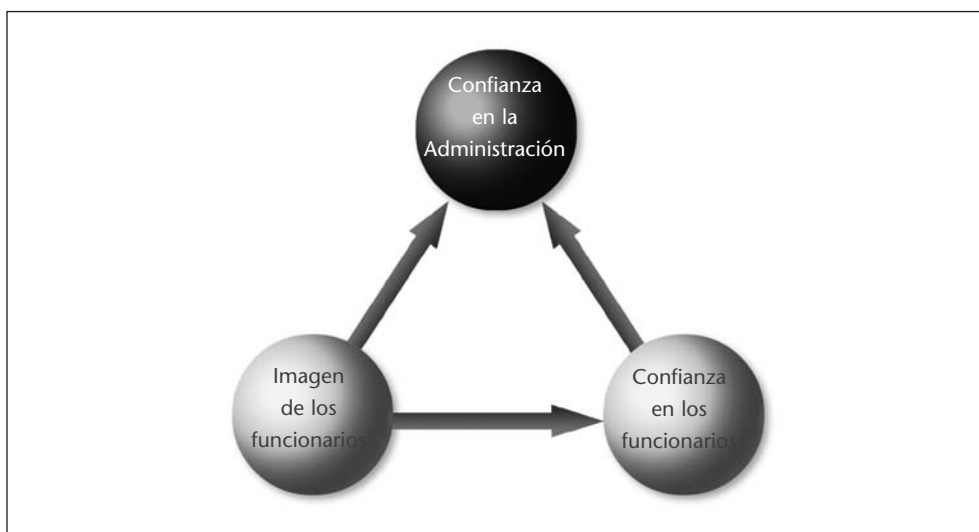 Confianza
en la
Administración
Imagen
de los
funcionarios
Confianza
en los
funcionarios